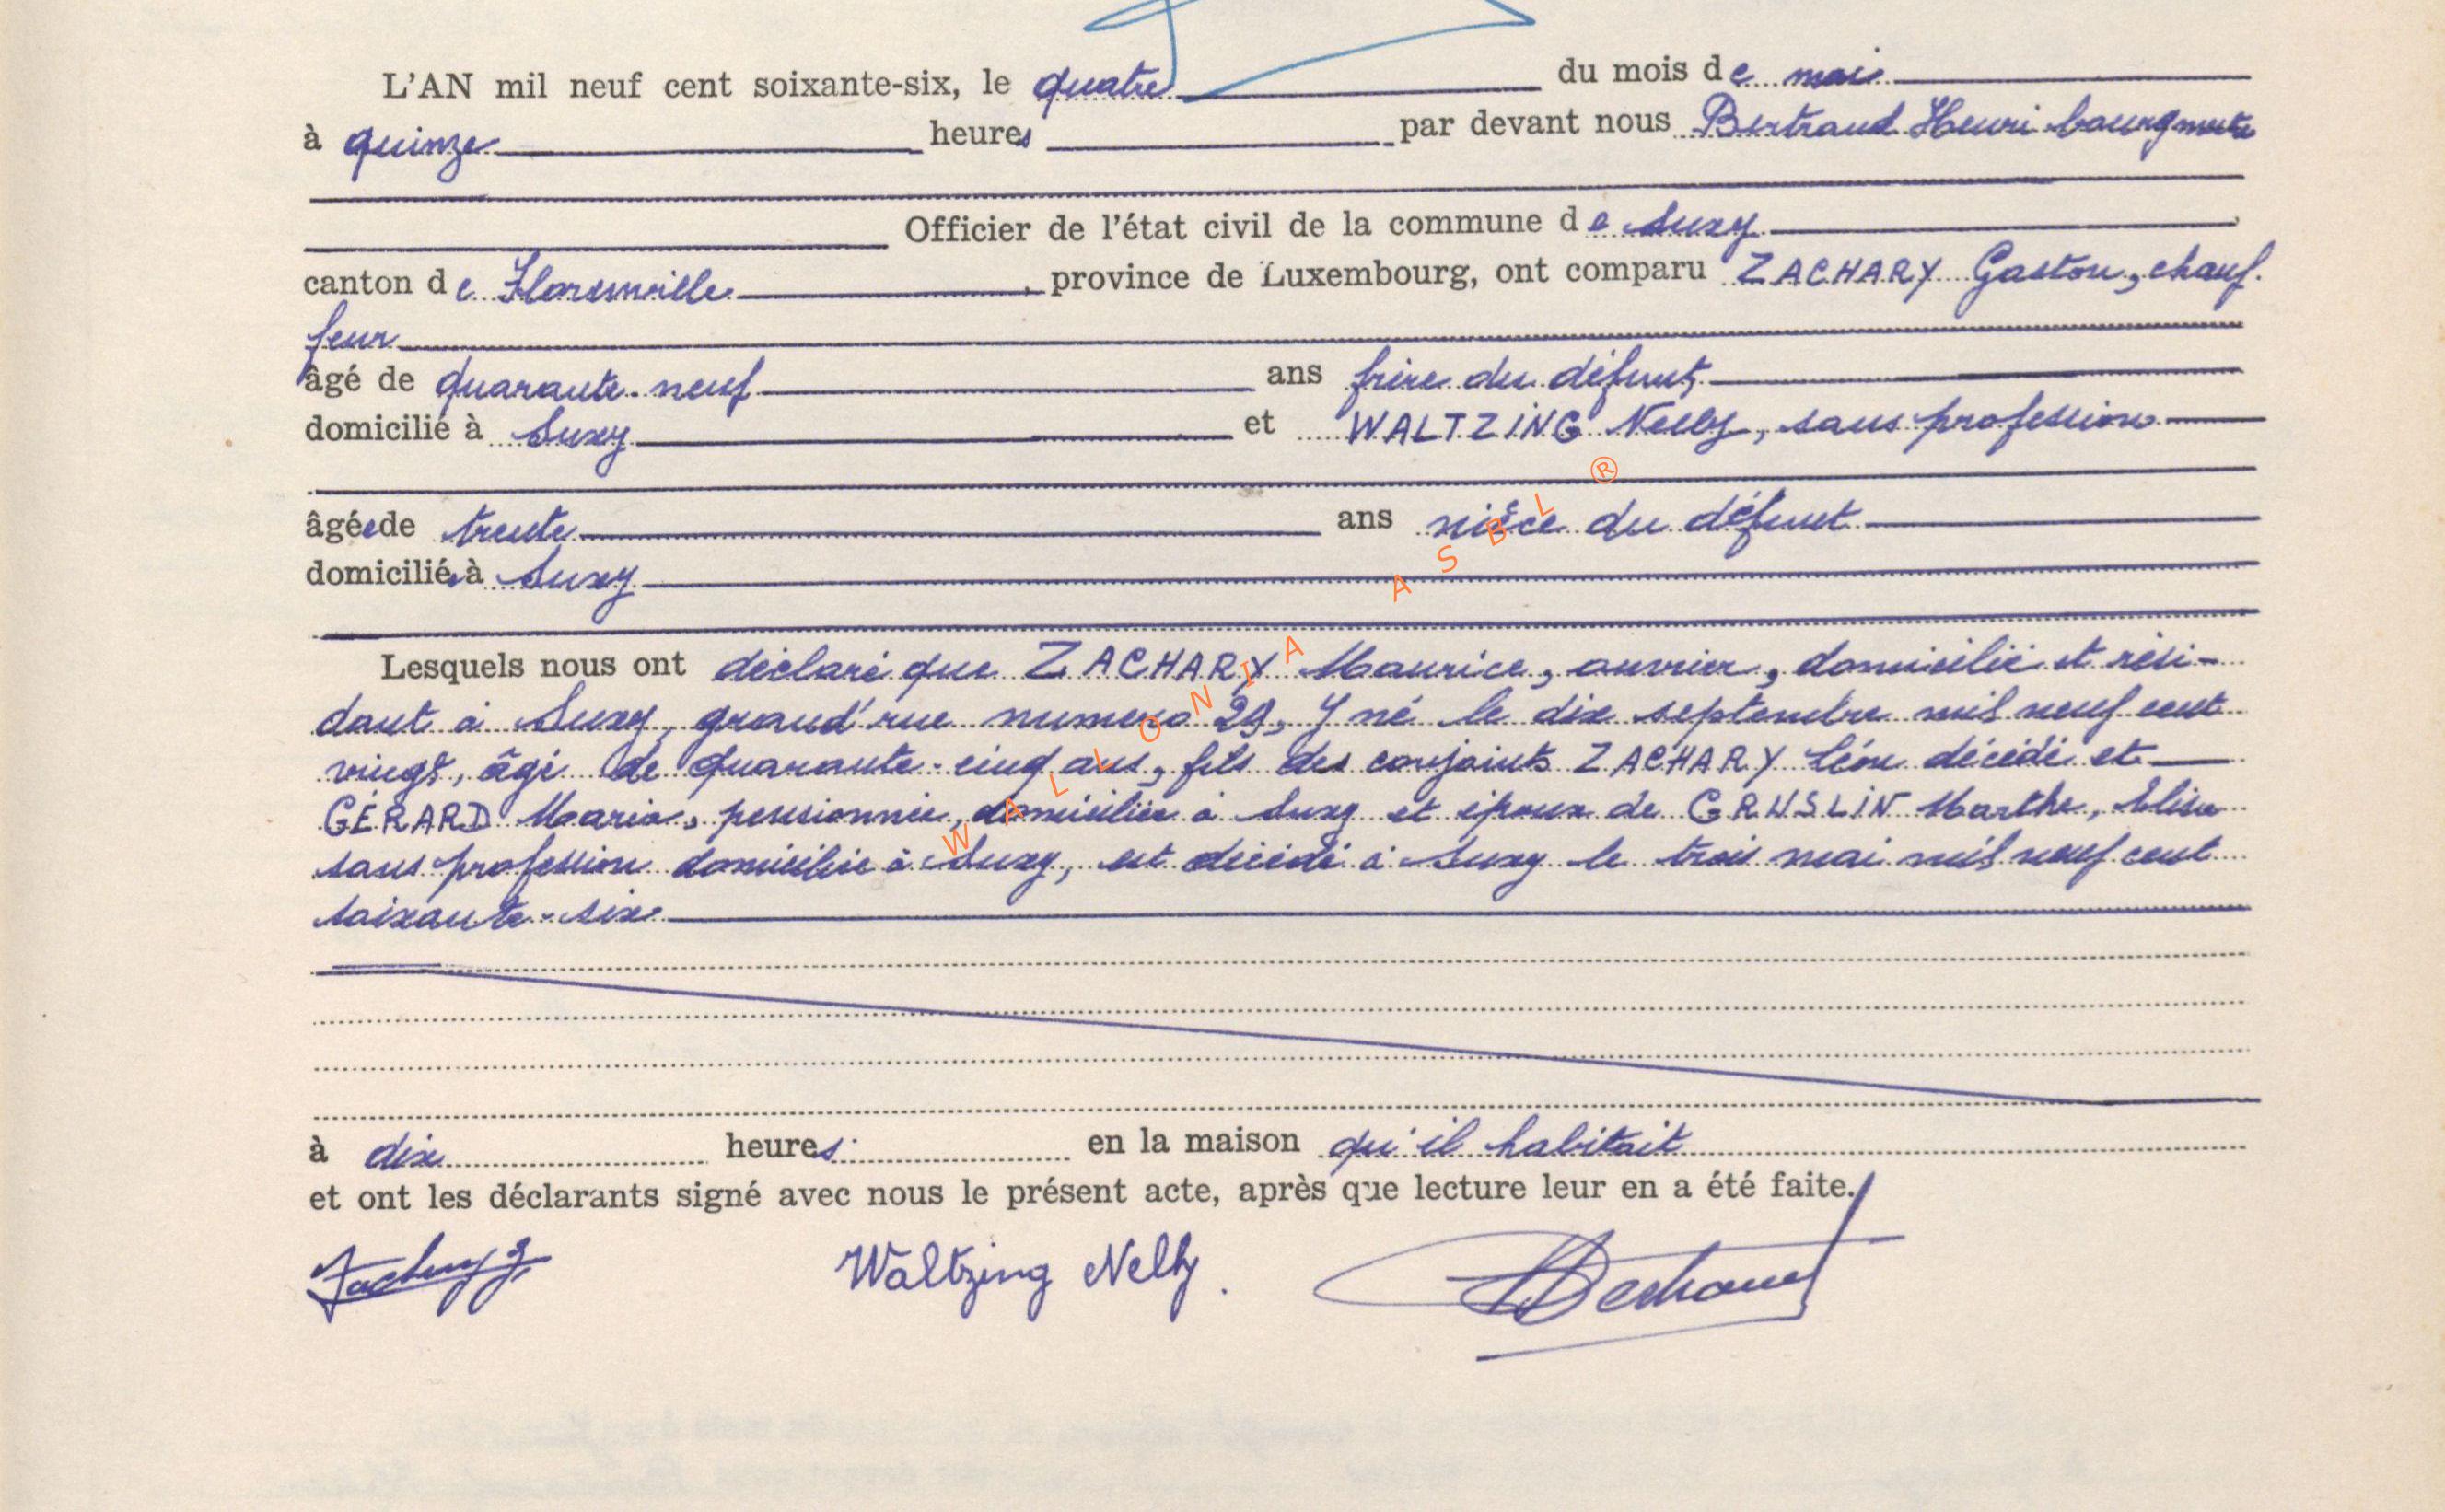 L'AN mil neuf cent soixante-six, le quatre du mois de mai
à quinze heures par devant nous Bertrand Henri bourgmestre
Officier de l'état civil de la commune de Suxy
canton de Florenville, province de Luxembourg, ont comparu ZACHARY Gaston, chauf.
feur
âgé de quarante-neuf ans frère du défunt,
domicilié à Suxy et WALTZING Nelly, sans profession
âgée de trente ans nièce du défunt
domiciliée à Suxy
Lesquels nous ont déclaré que ZACHARY Maurice, ouvrier, domicilié et rési-
dant à Suxy, grand'rue numero 29, y né le dix septembre mil neuf cent
vingt, âgé de quarante-cinq ans, fils des conjoints ZACHARY Léon décédé et
GÉRARD Maria, pensionnée, domiciliée à Suxy et époux de GRUSLIN Marthe, Elisa
sans profession domiciliée à Suxy, est décédé à Suxy le trois mai mil neuf cent
soixante-six
à dix heures en la maison qu'il habitait
et ont les déclarants signé avec nous le présent acte, après que lecture leur en a été faite.
Zachary G. Waltzing Nelly. HBertrand
WALLONIA ASBL ®